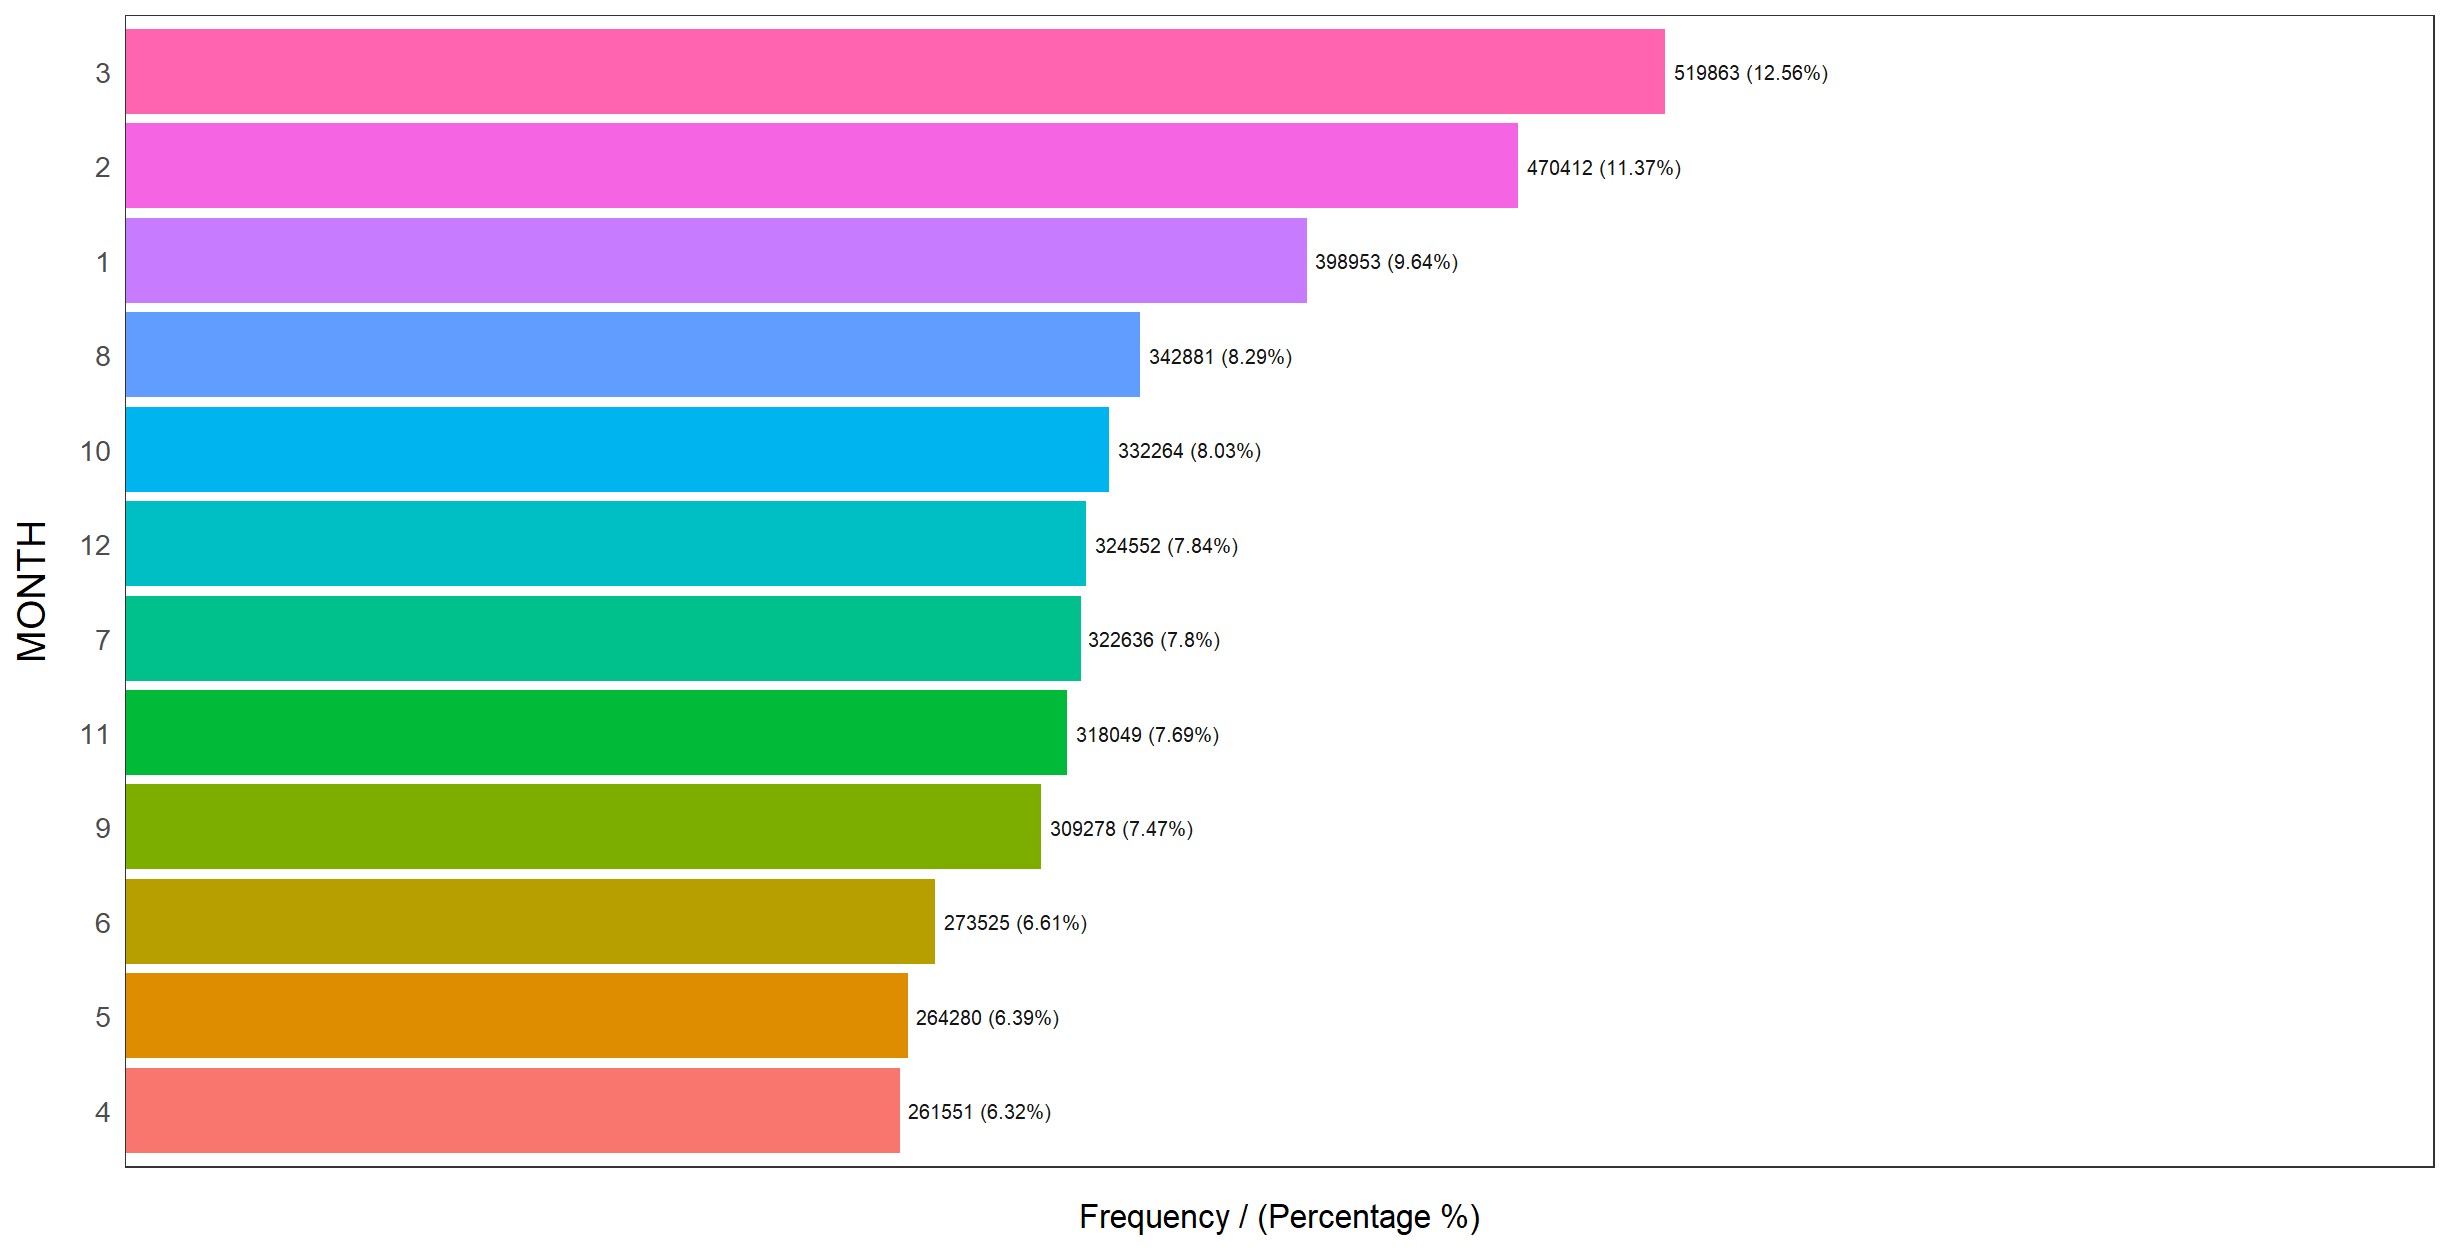 3 519863 (12.56%)
2 470412 (11.37%)
1 398953 (9.64%)
8 342881 (8.29%)
10 332264 (8.03%)
12 324552 (7.84%)
MONTH
7 322636 (7.8%)
11 318049 (7.69%)
9 309278 (7.47%)
6 273525 (6.61%)
5 264280 (6.39%)
4 261551 (6.32%)
Frequency / (Percentage %)